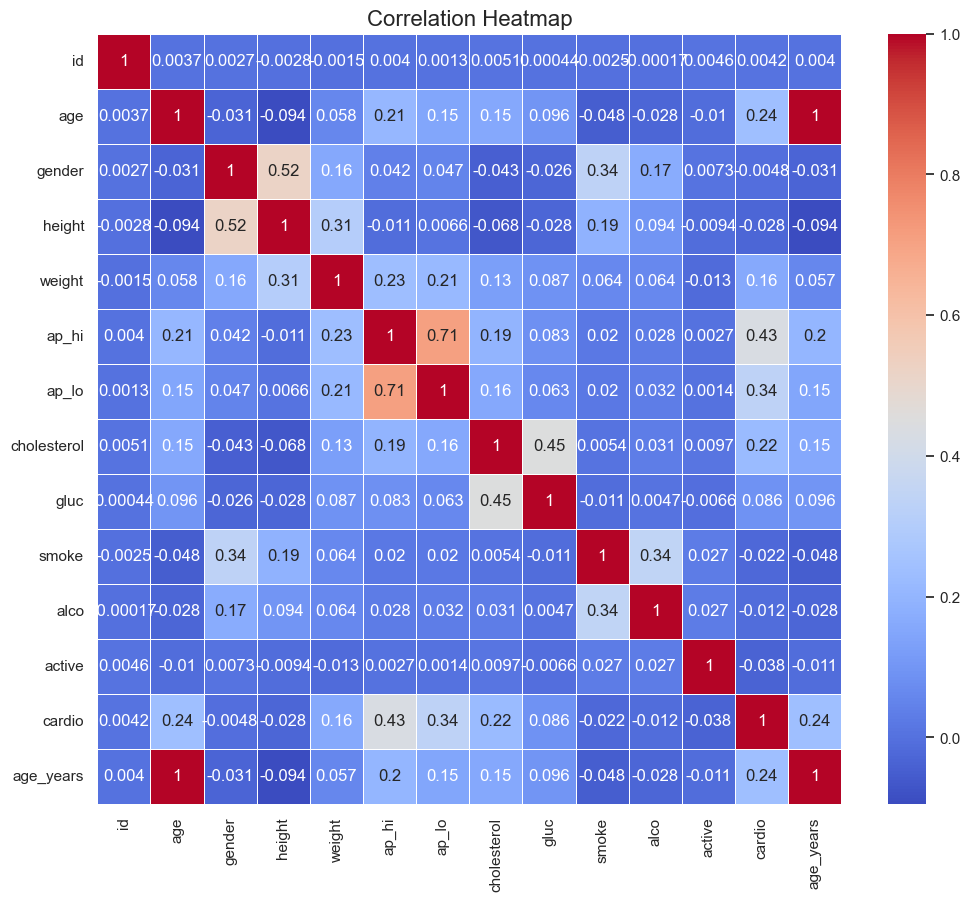 Correlation Heatmap
id 1 0.0037 0.0027 -0.0028 -0.0015 0.004 0.0013 0.0051 0.00044 -0.0025 -0.00017 0.0046 0.0042 0.004
age 0.0037 1 -0.031 -0.094 0.058 0.21 0.15 0.15 0.096 -0.048 -0.028 -0.01 0.24 1
gender 0.0027 -0.031 1 0.52 0.16 0.042 0.047 -0.043 -0.026 0.34 0.17 0.0073 -0.0048 -0.031
height -0.0028 -0.094 0.52 1 0.31 -0.011 0.0066 -0.068 -0.028 0.19 0.094 -0.0094 -0.028 -0.094
weight -0.0015 0.058 0.16 0.31 1 0.23 0.21 0.13 0.087 0.064 0.064 -0.013 0.16 0.057
ap_hi 0.004 0.21 0.042 -0.011 0.23 1 0.71 0.19 0.083 0.02 0.028 0.0027 0.43 0.2
ap_lo 0.0013 0.15 0.047 0.0066 0.21 0.71 1 0.16 0.063 0.02 0.032 0.0014 0.34 0.15
cholesterol 0.0051 0.15 -0.043 -0.068 0.13 0.19 0.16 1 0.45 0.0054 0.031 0.0097 0.22 0.15
gluc 0.00044 0.096 -0.026 -0.028 0.087 0.083 0.063 0.45 1 -0.011 0.0047 -0.0066 0.086 0.096
smoke -0.0025 -0.048 0.34 0.19 0.064 0.02 0.02 0.0054 -0.011 1 0.34 0.027 -0.022 -0.048
alco -0.00017 -0.028 0.17 0.094 0.064 0.028 0.032 0.031 0.0047 0.34 1 0.027 -0.012 -0.028
active 0.0046 -0.01 0.0073 -0.0094 -0.013 0.0027 0.0014 0.0097 -0.0066 0.027 0.027 1 -0.038 -0.011
cardio 0.0042 0.24 -0.0048 -0.028 0.16 0.43 0.34 0.22 0.086 -0.022 -0.012 -0.038 1 0.24
age_years 0.004 1 -0.031 -0.094 0.057 0.2 0.15 0.15 0.096 -0.048 -0.028 -0.011 0.24 1
id age gender height weight ap_hi ap_lo cholesterol gluc smoke alco active cardio age_years
1.0
0.8
0.6
0.4
0.2
0.0